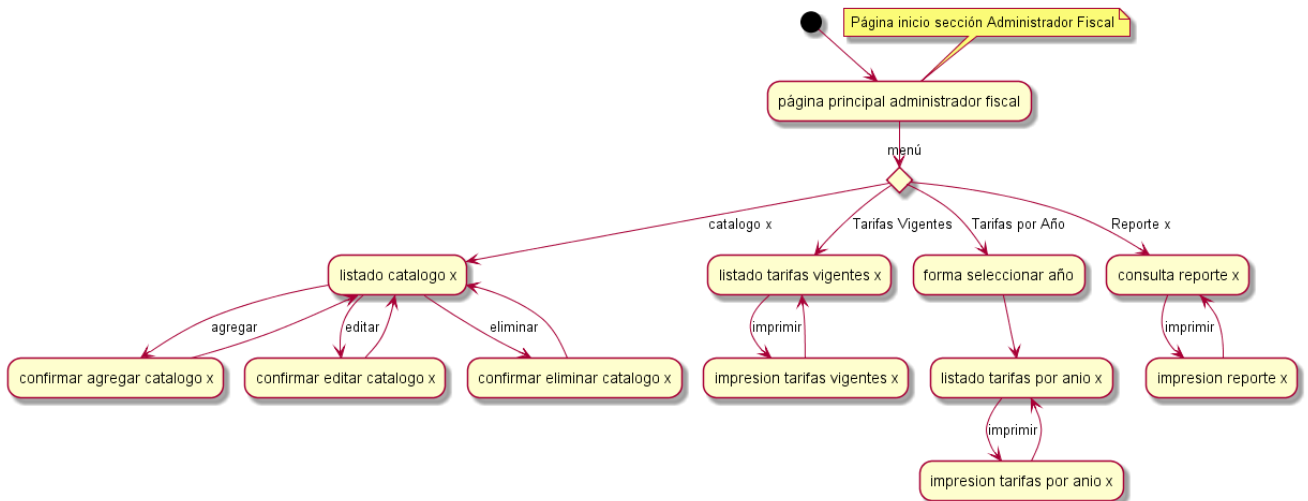 Página inicio sección Administrador Fiscal
página principal administrador fiscal
menú
catalogo x
Tarifas Vigentes
Tarifas por Año
Reporte x
listado catalogo x
listado tarifas vigentes x
forma seleccionar año
consulta reporte x
agregar
editar
eliminar
imprimir
imprimir
confirmar agregar catalogo x
confirmar editar catalogo x
confirmar eliminar catalogo x
impresion tarifas vigentes x
listado tarifas por anio x
impresion reporte x
imprimir
impresion tarifas por anio x